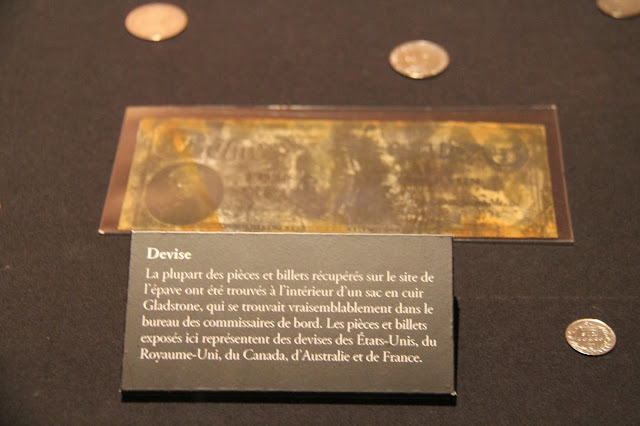 Devise
La plupart des pièces et billets récupérés sur le site de
l'épave ont été trouvés à l'intérieur d'un sac en cuir
Gladstone, qui se trouvait vraisemblablement dans le
bureau des commissaires de bord. Les pièces et billets
exposés ici représentent des devises des États-Unis, du
Royaume-Uni, du Canada, d'Australie et de France.